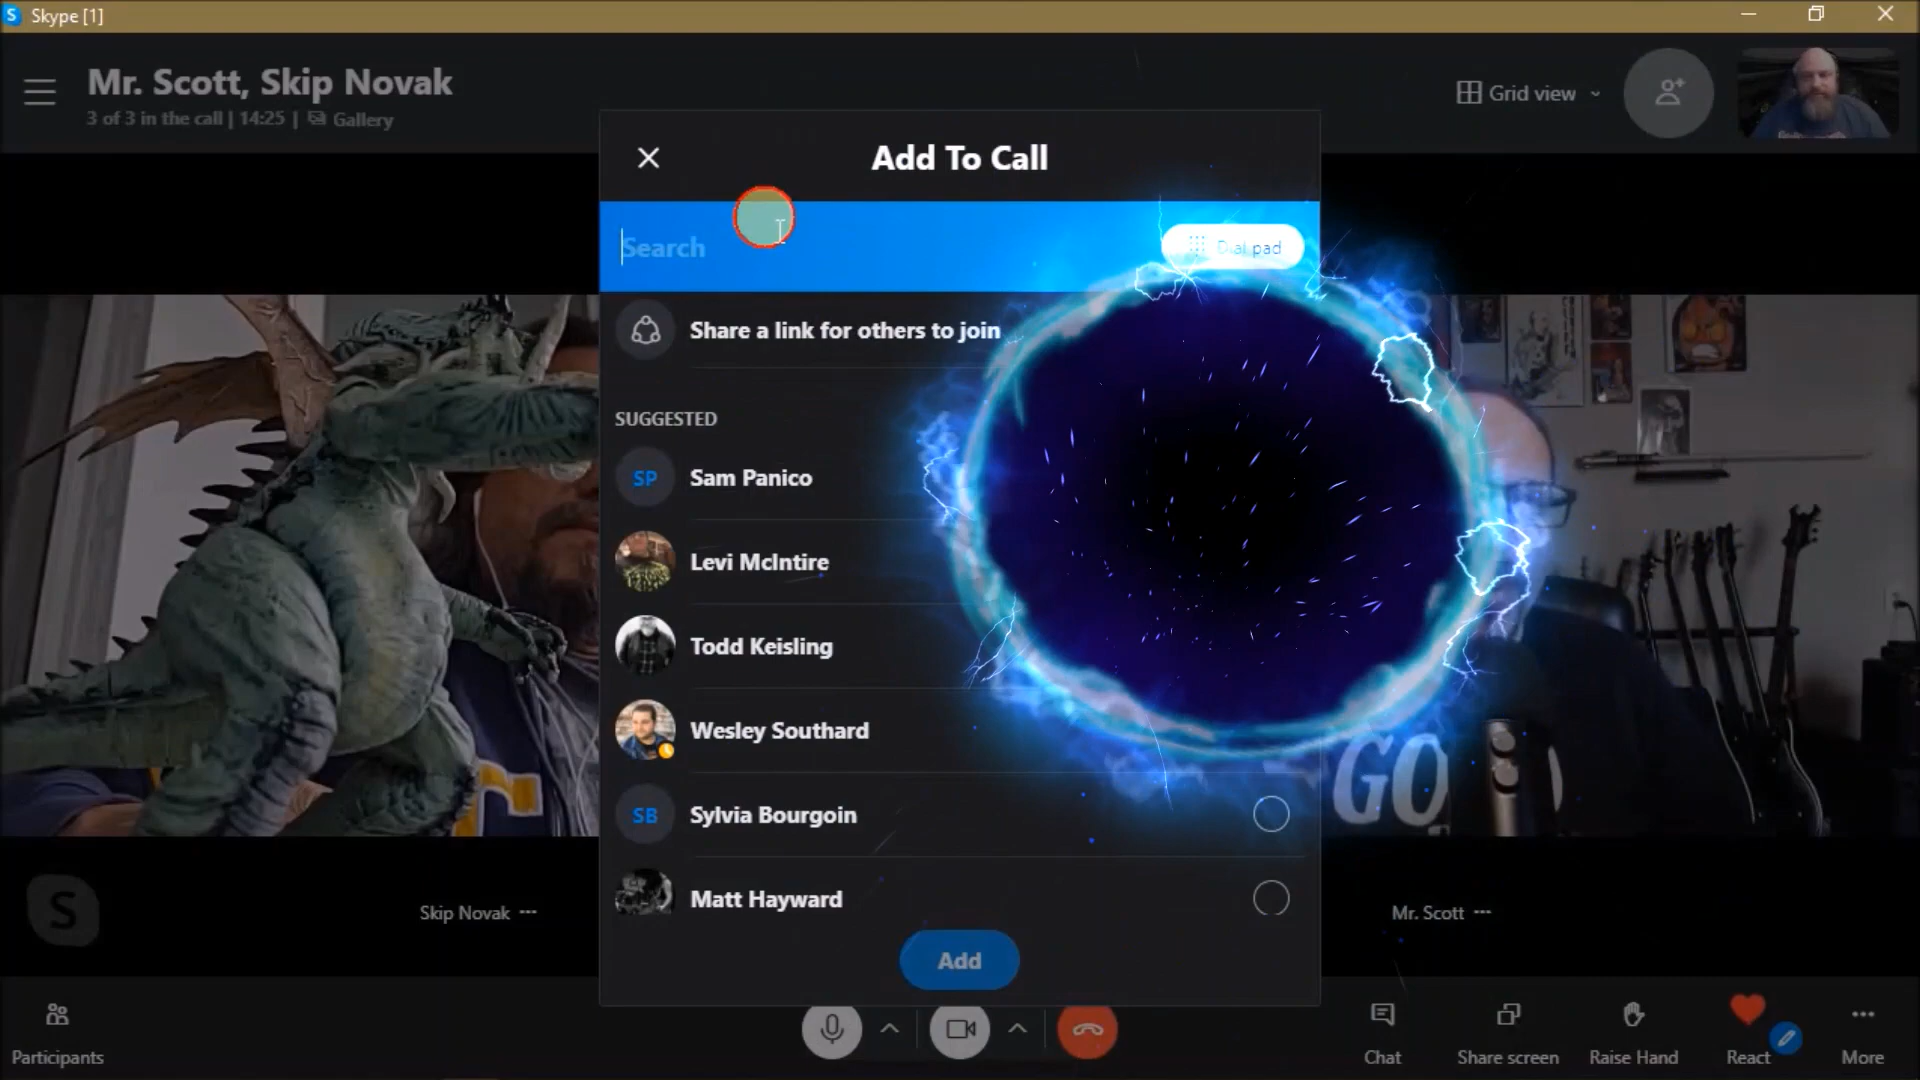 Skype [1]
Mr. Scott, Skip Novak
3 of 3 in the call | 14:25 | Gallery
Grid view
Add To Call
Search
Dial pad
Share a link for others to join
SUGGESTED
SP
Sam Panico
Levi McIntire
Todd Keisling
Wesley Southard
SB
Sylvia Bourgoin
Matt Hayward
Add
GO
S
Skip Novak
Mr. Scott
Participants
Chat
Share screen
Raise Hand
React
More